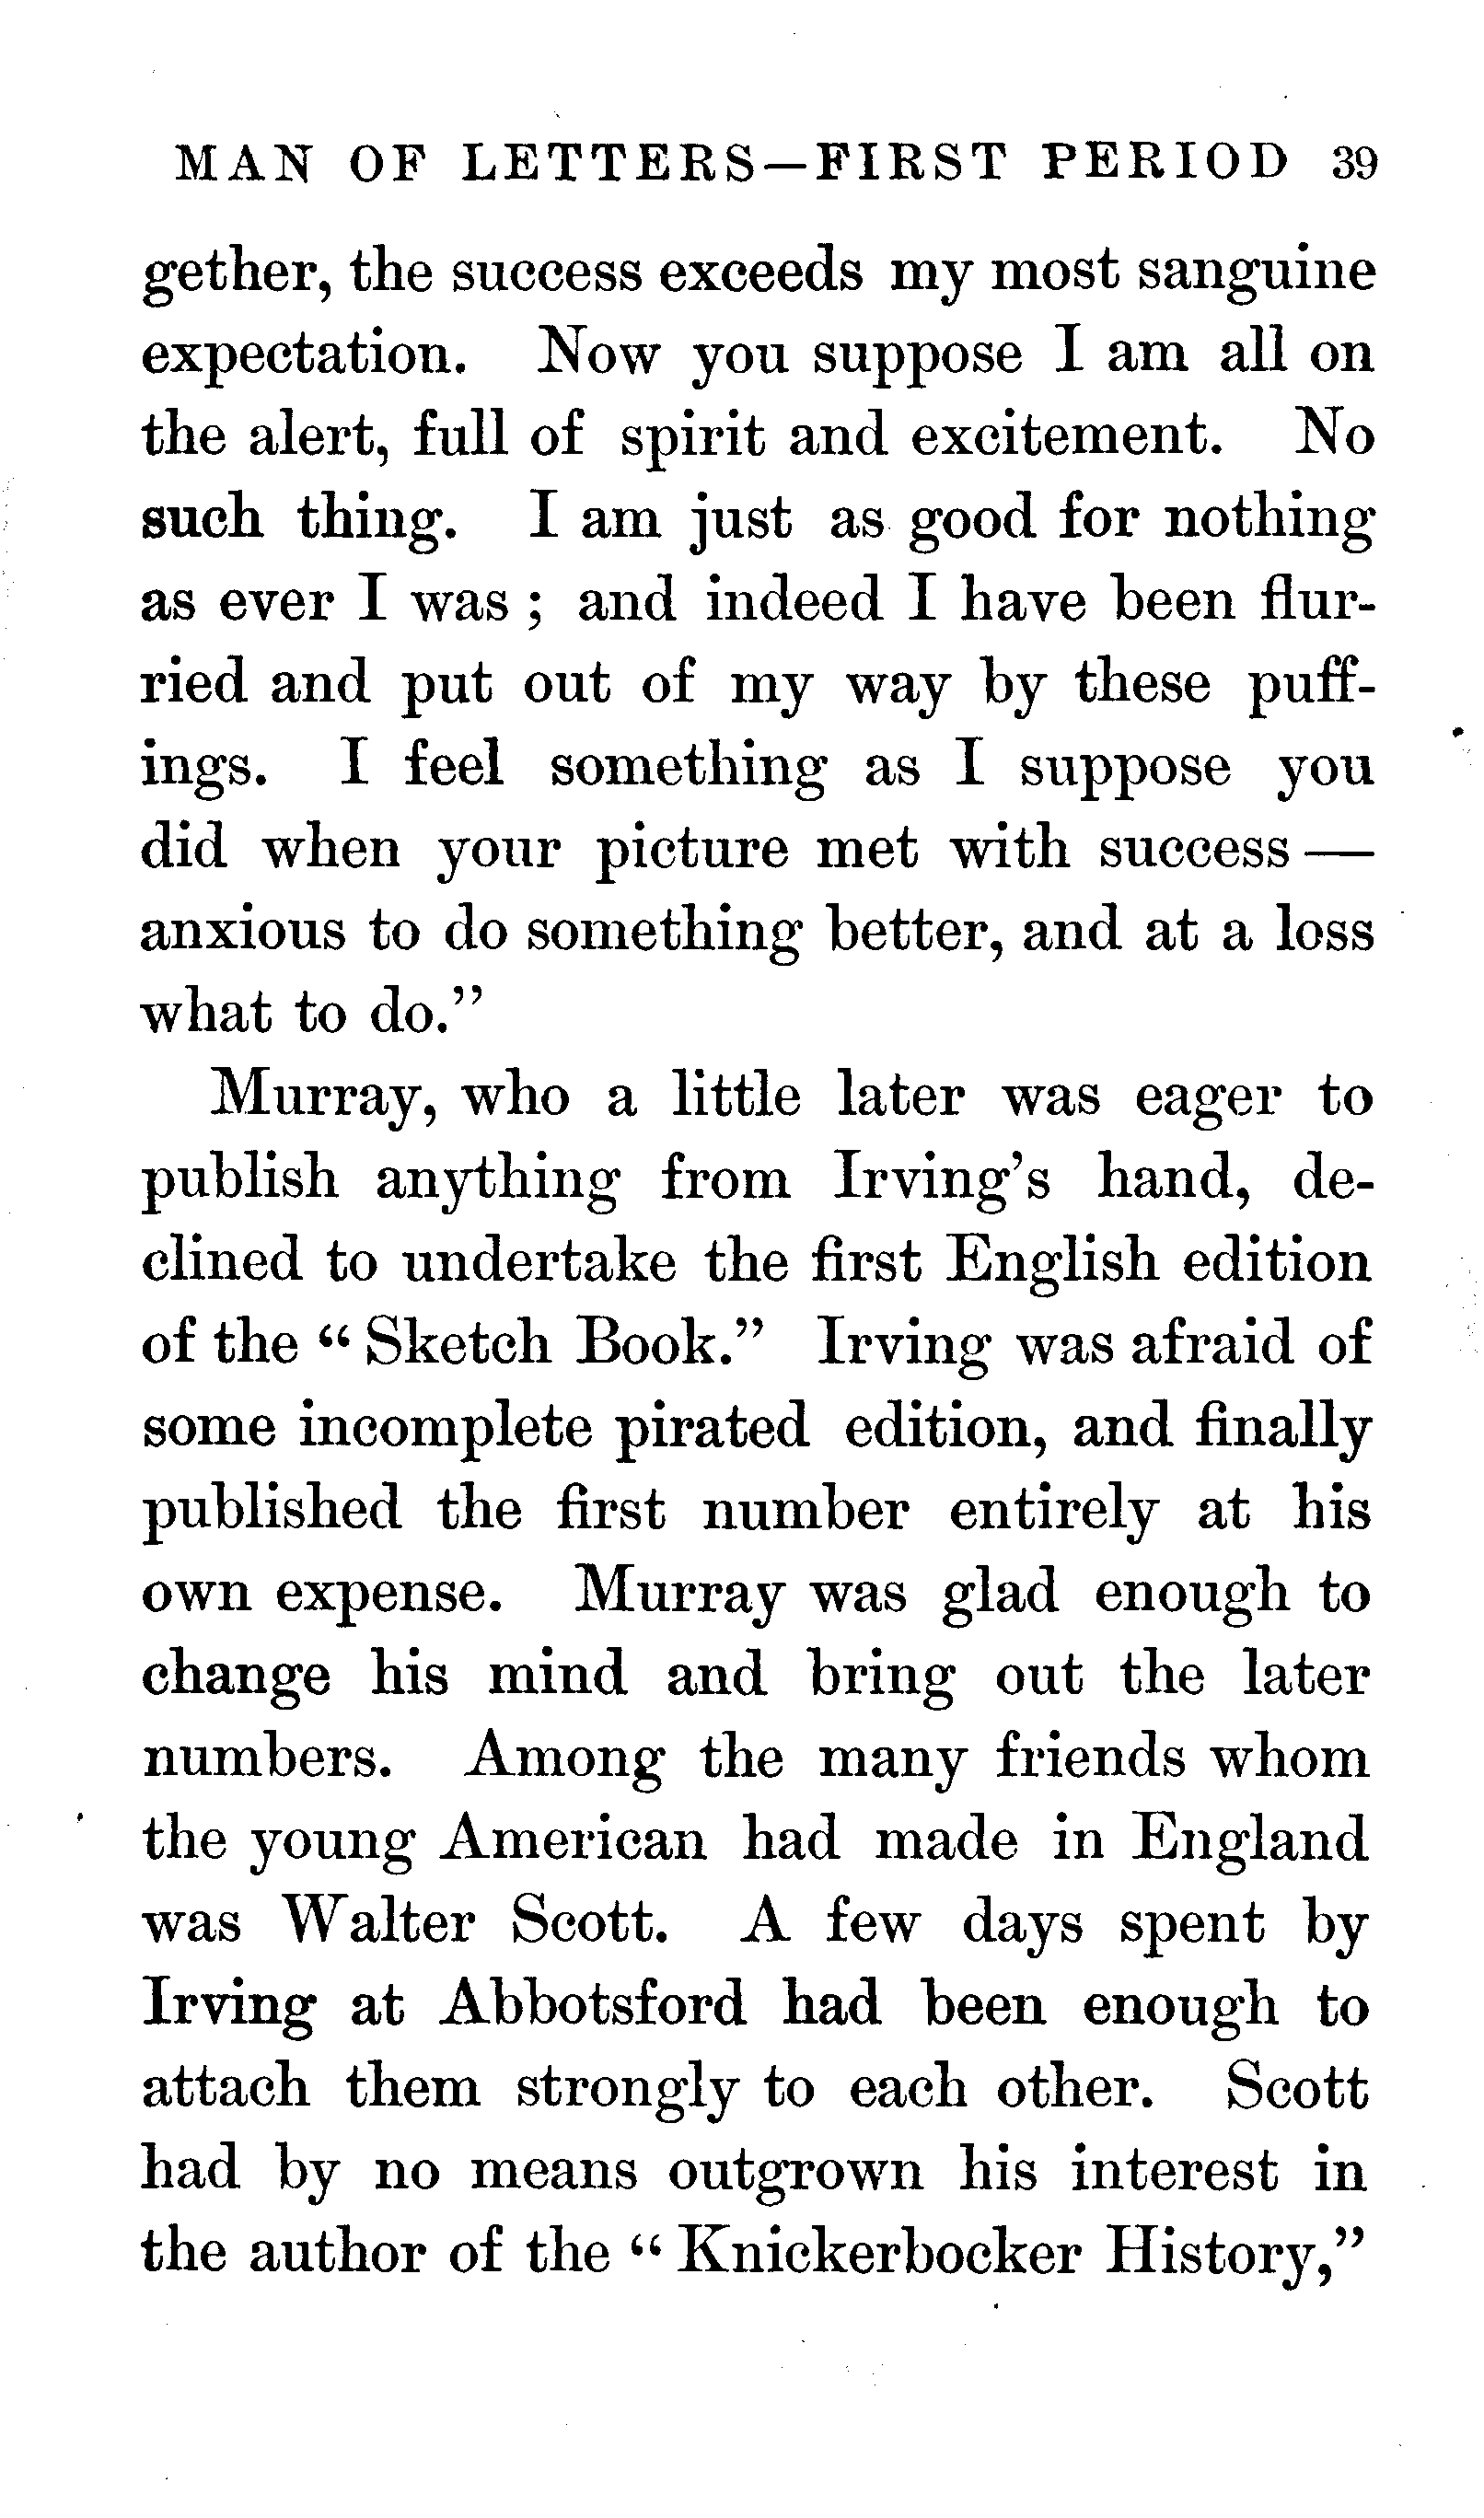 MAN OF LETTERS—FIRST PERIOD 39
gether, the success exceeds my most sanguine
expectation. Now you suppose I am all on
the alert, full of spirit and excitement. No
such thing. I am just as good for nothing
as ever I was ; and indeed I have been flur-
ried and put out of my way by these puff-
ings. I feel something as I suppose you
did when your picture met with success —
anxious to do something better, and at a loss
what to do."
Murray, who a little later was eager to
publish anything from Irving's hand, de-
clined to undertake the first English edition
of the " Sketch Book." Irving was afraid of
some incomplete pirated edition, and finally
published the first number entirely at his
own expense. Murray was glad enough to
change his mind and bring out the later
numbers. Among the many friends whom
the young American had made in England
was Walter Scott. A few days spent by
Irving at Abbotsford had been enough to
attach them strongly to each other. Scott
had by no means outgrown his interest in
the author of the " Knickerbocker History,"